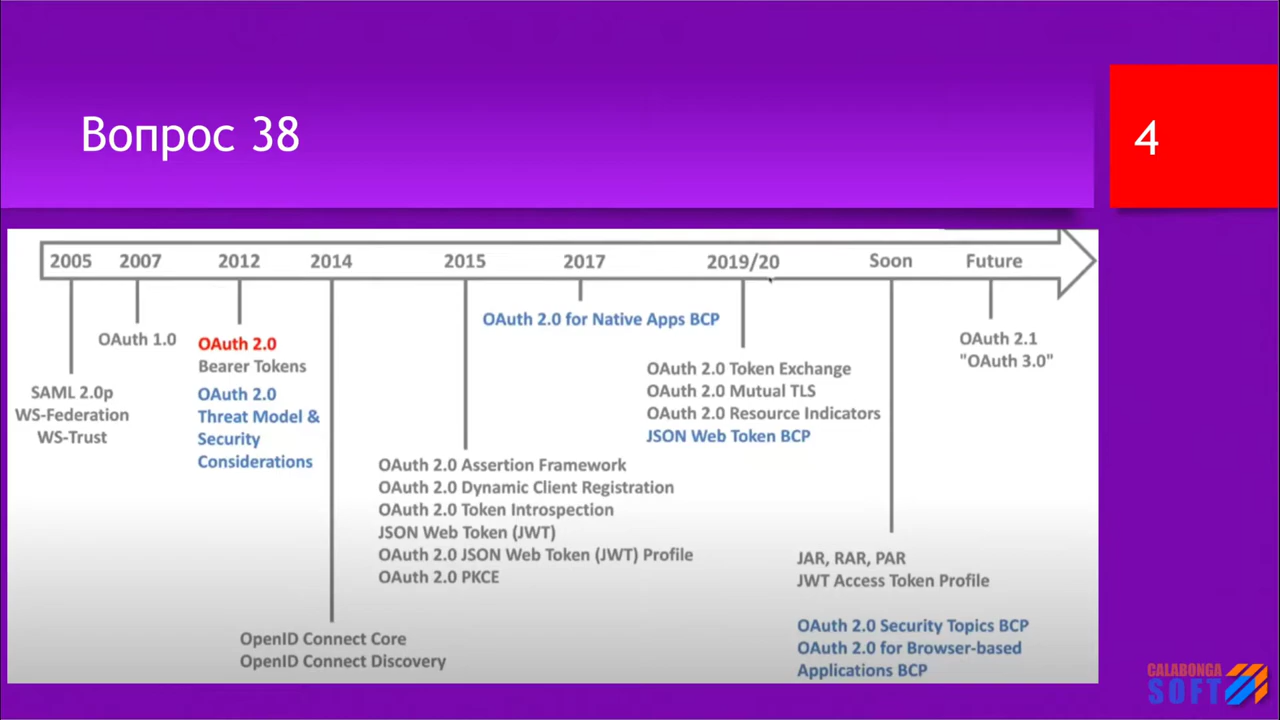 Вопрос 38
4
2005 2007 2012 2014 2015 2017 2019/20 Soon Future
SAML 2.0p
WS-Federation
WS-Trust
OAuth 1.0
OAuth 2.0
Bearer Tokens
OAuth 2.0
Threat Model &
Security
Considerations
OpenID Connect Core
OpenID Connect Discovery
OAuth 2.0 Assertion Framework
OAuth 2.0 Dynamic Client Registration
OAuth 2.0 Token Introspection
JSON Web Token (JWT)
OAuth 2.0 JSON Web Token (JWT) Profile
OAuth 2.0 PKCE
OAuth 2.0 for Native Apps BCP
OAuth 2.0 Token Exchange
OAuth 2.0 Mutual TLS
OAuth 2.0 Resource Indicators
JSON Web Token BCP
JAR, RAR, PAR
JWT Access Token Profile
OAuth 2.0 Security Topics BCP
OAuth 2.0 for Browser-based
Applications BCP
OAuth 2.1
"OAuth 3.0"
CALABONGA
SOFT